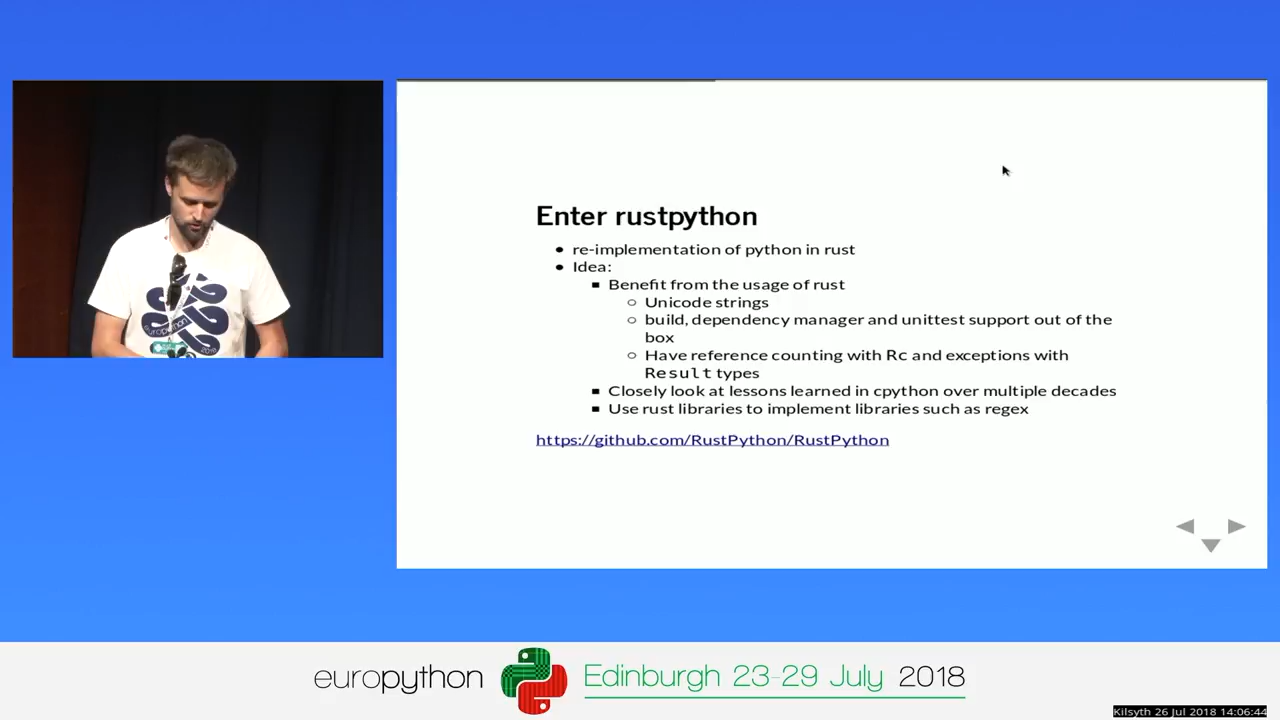 Enter rustpython
re-implementation of python in rust
Idea:
Benefit from the usage of rust
Unicode strings
build, dependency manager and unittest support out of the
box
Have reference counting with Rc and exceptions with
Result types
Closely look at lessons learned in cpython over multiple decades
Use rust libraries to implement libraries such as regex
https://github.com/RustPython/RustPython
europython
2018
europython Edinburgh 23-29 July 2018
Kilsyth 26 Jul 2018 14:06:44